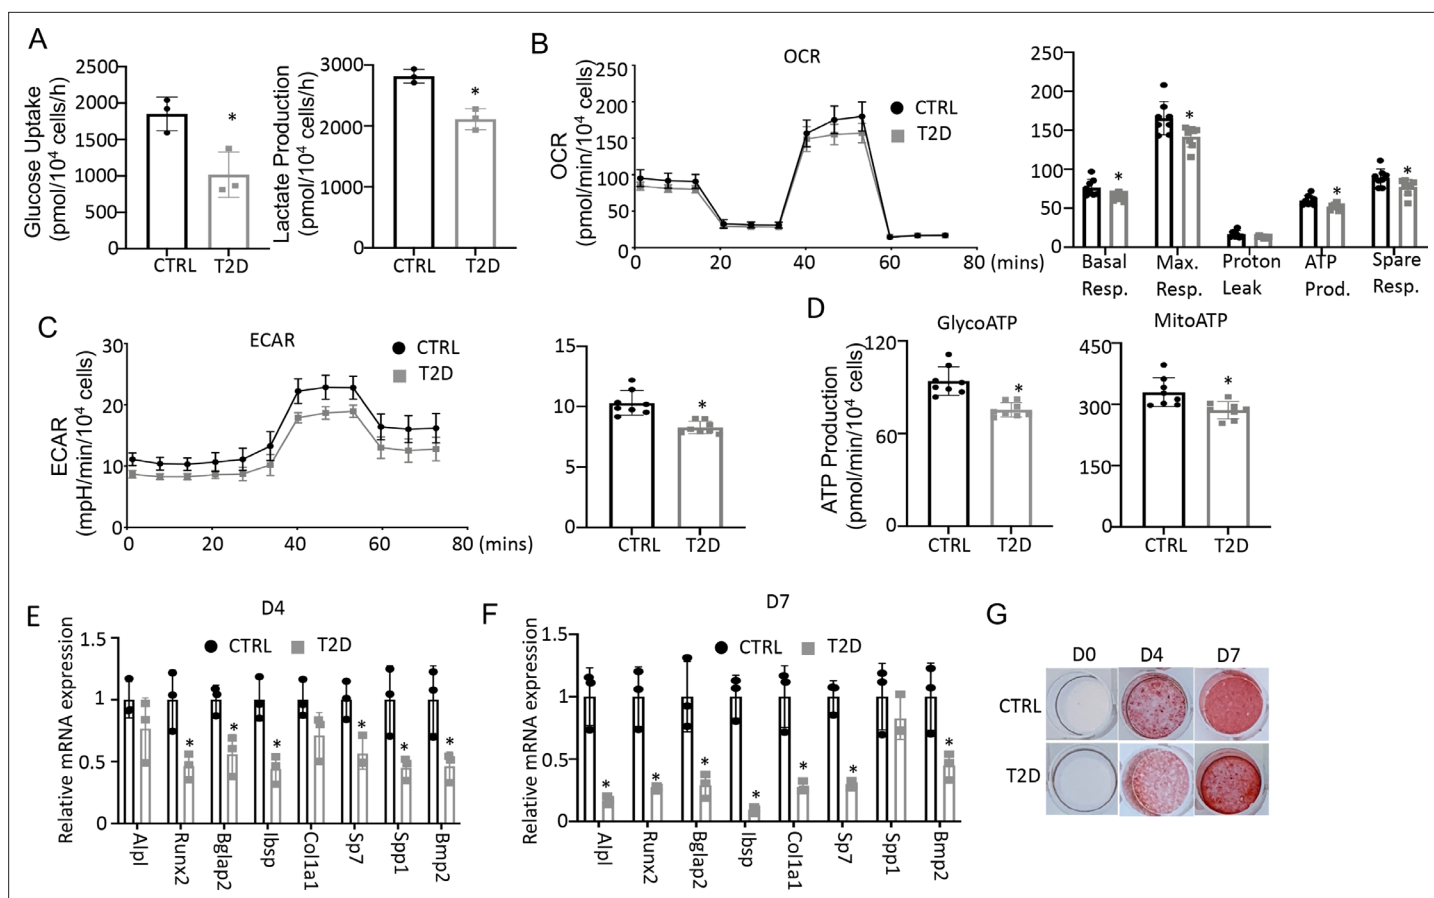 A
Glucose Uptake
(pmol/10⁴ cells/h)
2500
2000
1500
1000
500
0
*
CTRL
T2D
Lactate Production
(pmol/10⁴ cells/h)
3000
2000
1000
0
*
CTRL
T2D
B
OCR
OCR
(pmol/min/10⁴ cells)
250
200
150
100
50
0
CTRL
T2D
0
20
40
60
80 (mins)
250
200
150
100
50
0
*
*
*
*
Basal
Resp.
Max.
Resp.
Proton
Leak
ATP
Prod.
Spare
Resp.
C
ECAR
ECAR
(mpH/min/10⁴ cells)
30
20
10
0
CTRL
T2D
0
20
40
60
80 (mins)
15
10
5
0
*
CTRL
T2D
D
GlycoATP
ATP Production
(pmol/min/10⁴ cells)
120
60
0
*
CTRL
T2D
MitoATP
450
300
150
0
*
CTRL
T2D
E
D4
Relative mRNA expression
1.5
1
0.5
0
CTRL
T2D
*
*
*
*
*
*
Alpl
Runx2
Bglap2
Ibsp
Col1a1
Sp7
Spp1
Bmp2
F
D7
Relative mRNA expression
1.5
1
0.5
0
CTRL
T2D
*
*
*
*
*
*
*
Alpl
Runx2
Bglap2
Ibsp
Col1a1
Sp7
Spp1
Bmp2
G
D0
D4
D7
CTRL
T2D